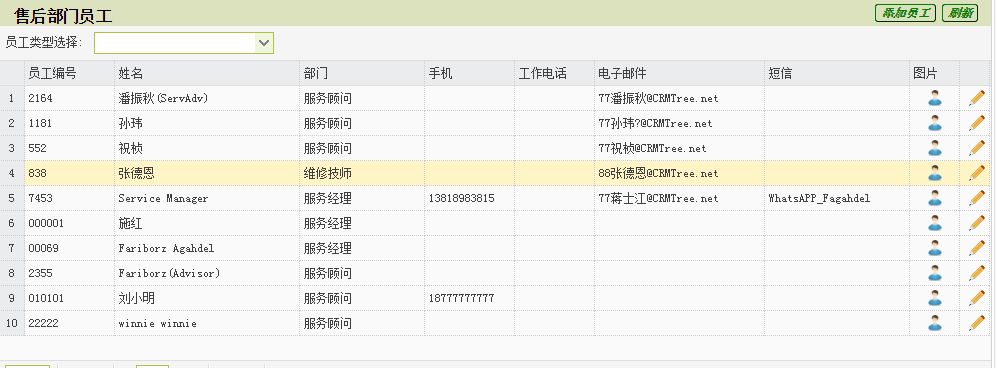 售后部门员工 添加员工 刷新
员工类型选择:
员工编号 姓名 部门 手机 工作电话 电子邮件 短信 图片
1 2164 潘振秋(ServAdv) 服务顾问 77潘振秋@CRMTree.net
2 1181 孙玮 服务顾问 77孙玮?@CRMTree.net
3 552 祝桢 服务顾问 77祝桢@CRMTree.net
4 838 张德恩 维修技师 88张德恩@CRMTree.net
5 7453 Service Manager 服务经理 13818983815 77蒋士江@CRMTree.net WhatsAPP_Fagahdel
6 000001 施红 服务经理
7 00069 Fariborz Agahdel 服务经理
8 2355 Fariborz(Advisor) 服务顾问
9 010101 刘小明 服务顾问 18777777777
10 22222 winnie winnie 服务顾问